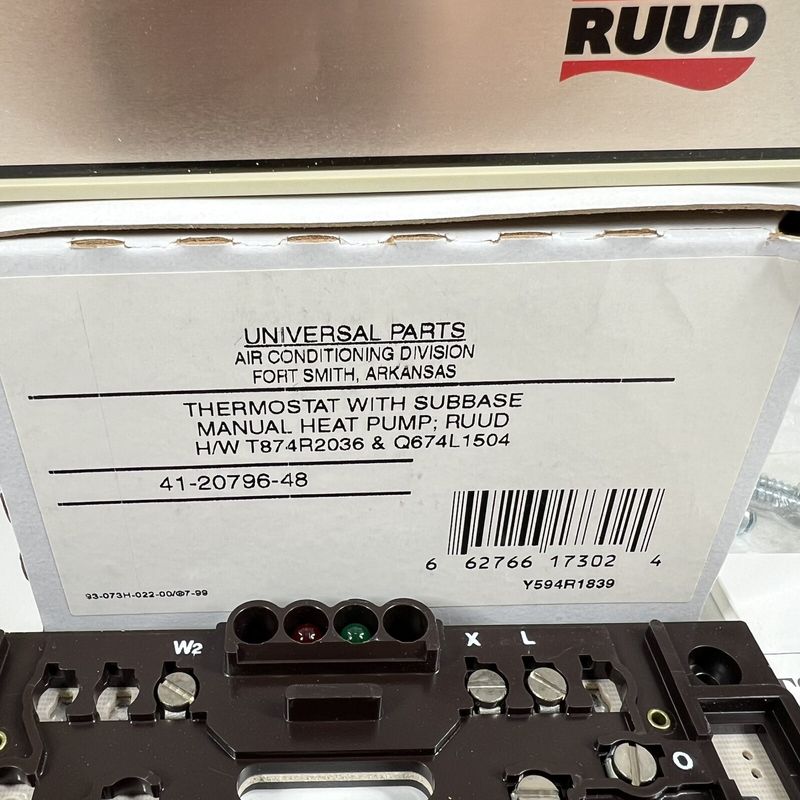 RUUD
UNIVERSAL PARTS
AIR CONDITIONING DIVISION
FORT SMITH, ARKANSAS
THERMOSTAT WITH SUBBASE
MANUAL HEAT PUMP; RUUD
H/W T874R2036 & Q674L1504
41-20796-48
6 62766 17302 4
93-073H-022-00/®7-99
Y594R1839
W2
X L
O